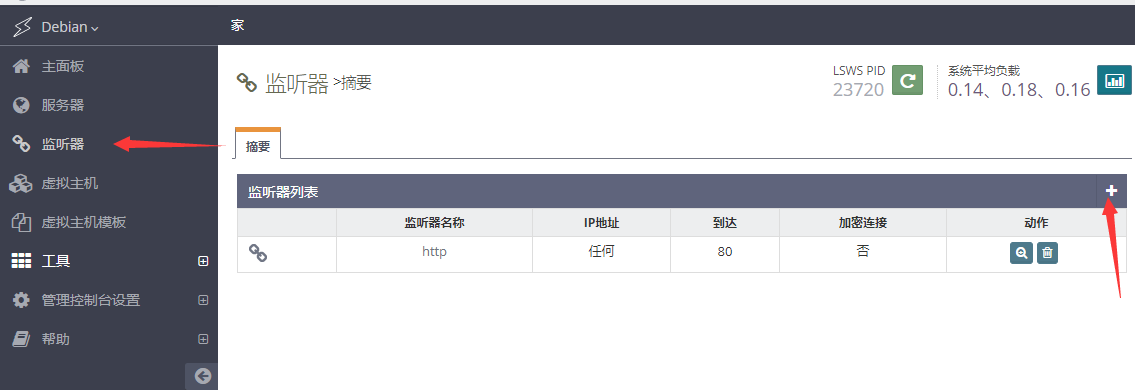 Debian
家
主面板
服务器
监听器
虚拟主机
虚拟主机模板
工具
管理控制台设置
帮助
监听器 >摘要
LSWS PID
23720
系统平均负载
0.14、0.18、0.16
摘要
监听器列表
监听器名称 IP地址 到达 加密连接 动作
http 任何 80 否